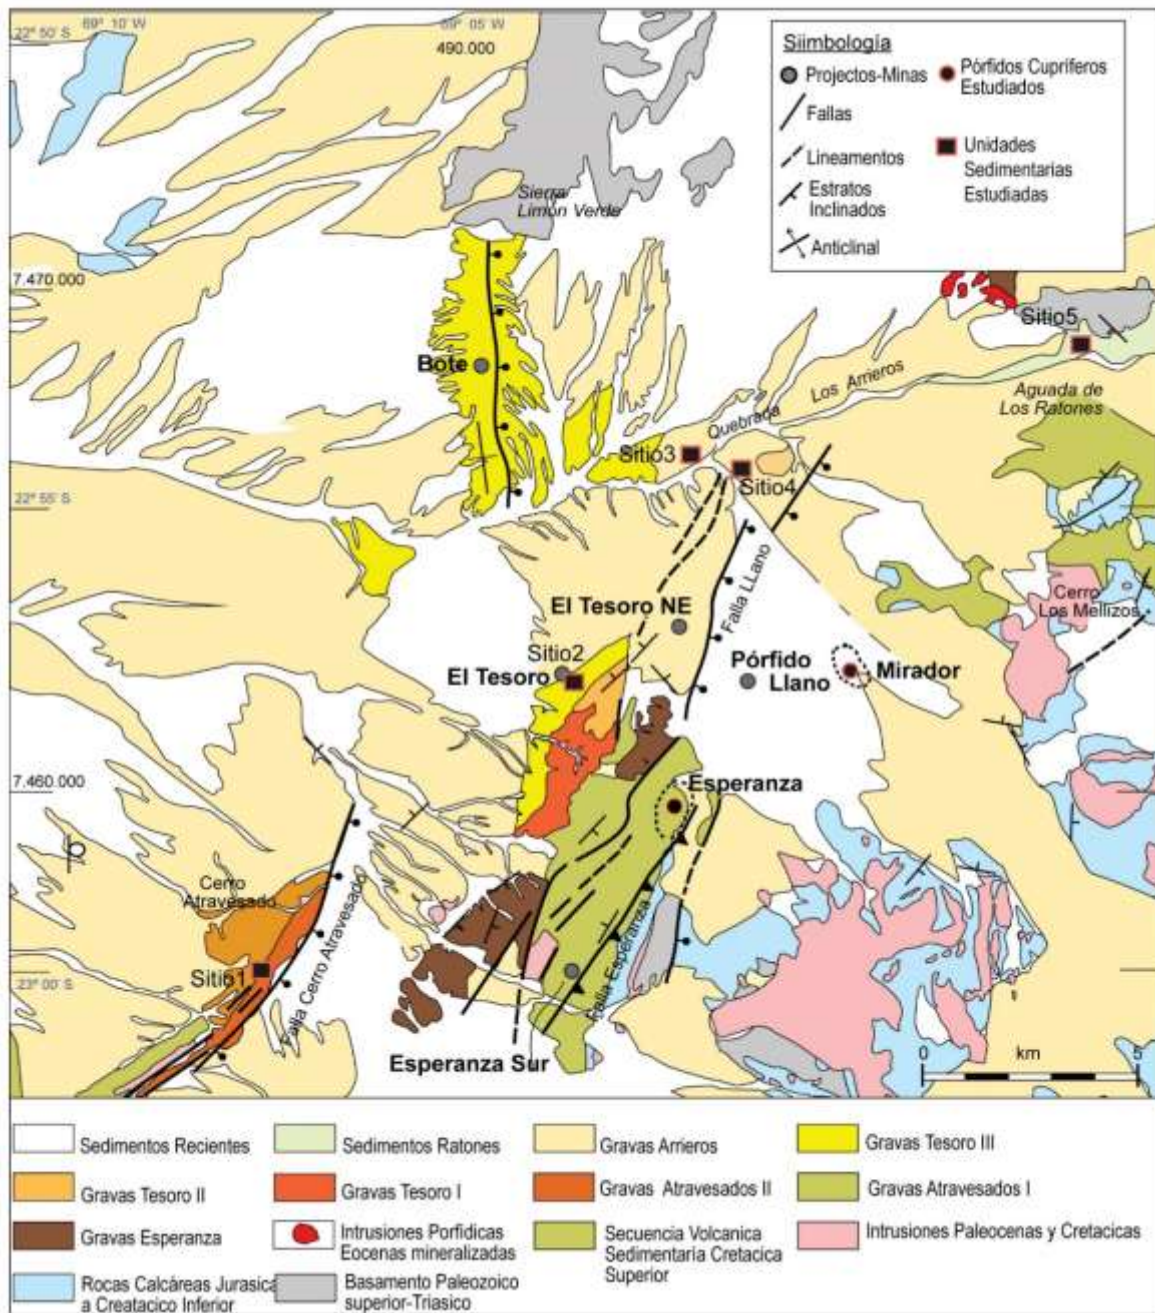 69° 10' W
69° 05' W
22° 50' S
490.000
Siimbología
Projectos-Minas
Pórfidos Cupríferos
Estudiados
Fallas
Lineamentos
Unidades
Sedimentarias
Estudiadas
Estratos
Inclinados
Anticlinal
Sierra
Limón Verde
7.470.000
Sitio5
Bote
Quebrada Los Arrieros
Aguada de
Los Ratones
Sitio3
Sitio4
22° 55' S
Falla LLano
El Tesoro NE
Cerro
Los Mellizos
Sitio2
El Tesoro
Pórfido
Llano
Mirador
7.460.000
Esperanza
Cerro
Atravesado
Falla Cerro Atravesado
Falla Esperanza
Sitio1
23° 00' S
Esperanza Sur
0 km 5
Sedimentos Recientes
Sedimentos Ratones
Gravas Arrieros
Gravas Tesoro III
Gravas Tesoro II
Gravas Tesoro I
Gravas Atravesados II
Gravas Atravesados I
Gravas Esperanza
Intrusiones Porfídicas
Eocenas mineralizadas
Secuencia Volcanica
Sedimentaria Cretacica
Superior
Intrusiones Paleocenas y Cretacicas
Rocas Calcáreas Jurasica
a Creatacico Inferior
Basamento Paleozoico
superior-Triasico